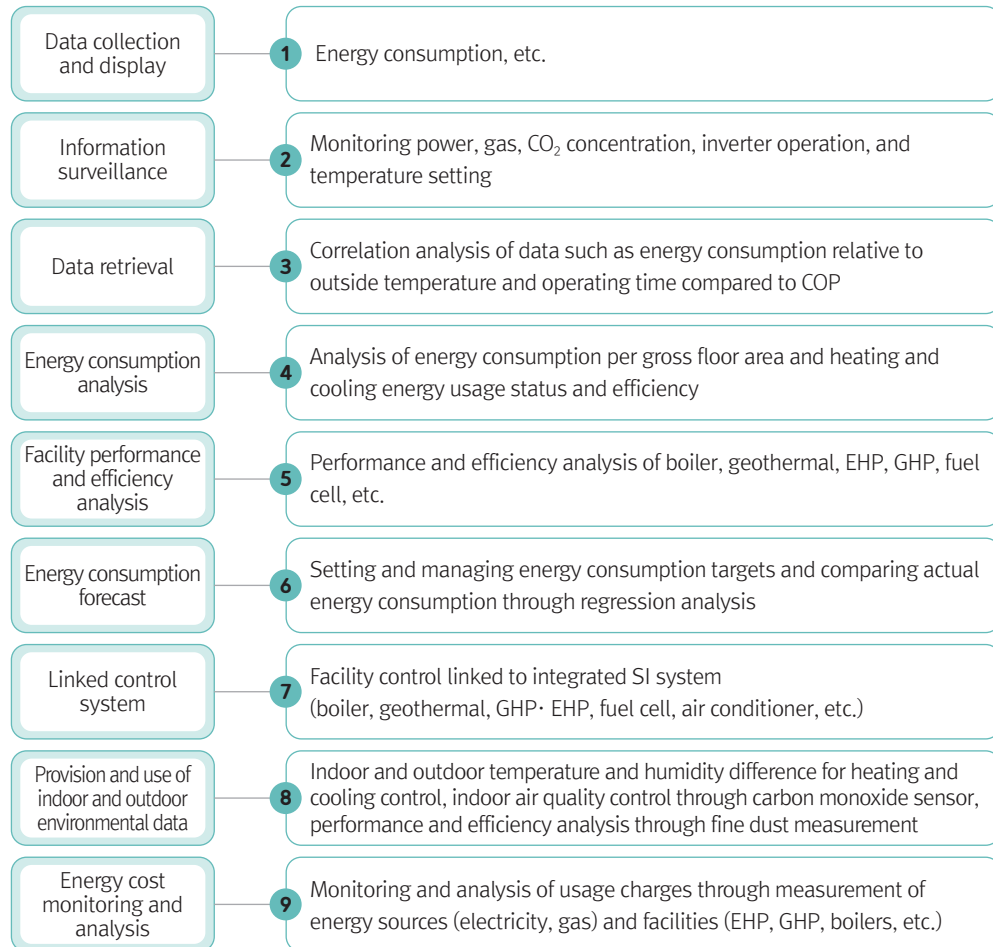 Data collection
and display
1
Energy consumption, etc.
Information
surveillance
2
Monitoring power, gas, CO₂ concentration, inverter operation, and
temperature setting
Data retrieval
3
Correlation analysis of data such as energy consumption relative to
outside temperature and operating time compared to COP
Energy consumption
analysis
4
Analysis of energy consumption per gross floor area and heating and
cooling energy usage status and efficiency
Facility performance
and efficiency
analysis
5
Performance and efficiency analysis of boiler, geothermal, EHP, GHP, fuel
cell, etc.
Energy consumption
forecast
6
Setting and managing energy consumption targets and comparing actual
energy consumption through regression analysis
Linked control
system
7
Facility control linked to integrated SI system
(boiler, geothermal, GHP· EHP, fuel cell, air conditioner, etc.)
Provision and use of
indoor and outdoor
environmental data
8
Indoor and outdoor temperature and humidity difference for heating and
cooling control, indoor air quality control through carbon monoxide sensor,
performance and efficiency analysis through fine dust measurement
Energy cost
monitoring and
analysis
9
Monitoring and analysis of usage charges through measurement of
energy sources (electricity, gas) and facilities (EHP, GHP, boilers, etc.)